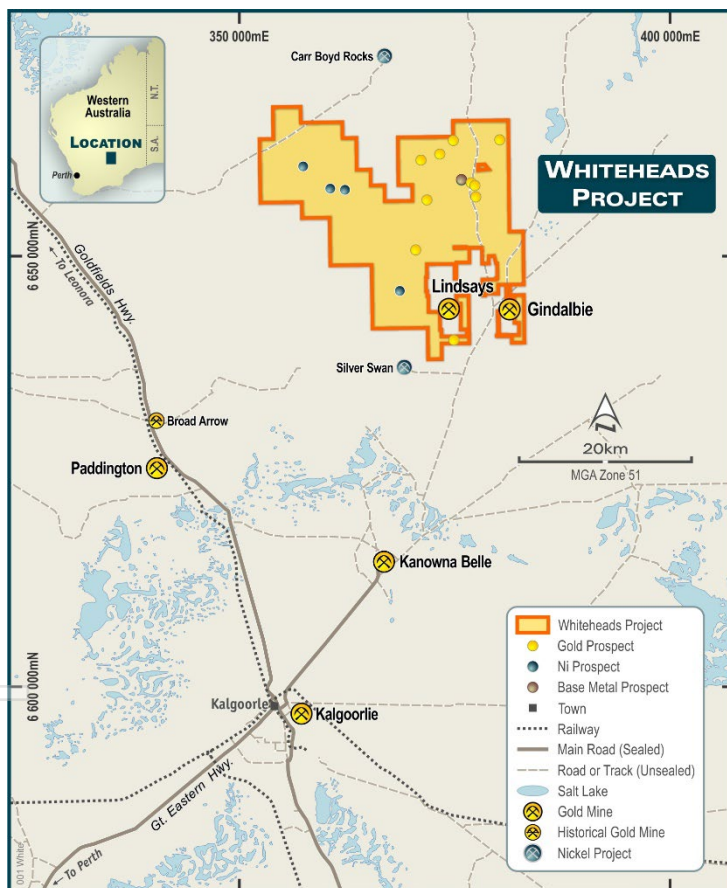 350 000mE
400 000mE
Carr Boyd Rocks
Western
Australia
N.T.
S.A.
LOCATION
Perth
WHITEHEADS
PROJECT
Goldfields Hwy.
To Leonora
6 650 000mN
Lindsays
Gindalbie
Silver Swan
Broad Arrow
Paddington
20km
MGA Zone 51
Kanowna Belle
Whiteheads Project
Gold Prospect
Ni Prospect
Base Metal Prospect
Town
Railway
Main Road (Sealed)
Road or Track (Unsealed)
Salt Lake
Gold Mine
Historical Gold Mine
Nickel Project
6 600 000mN
Kalgoorle
Kalgoorlie
Gt. Eastern Hwy.
To Perth
001 White